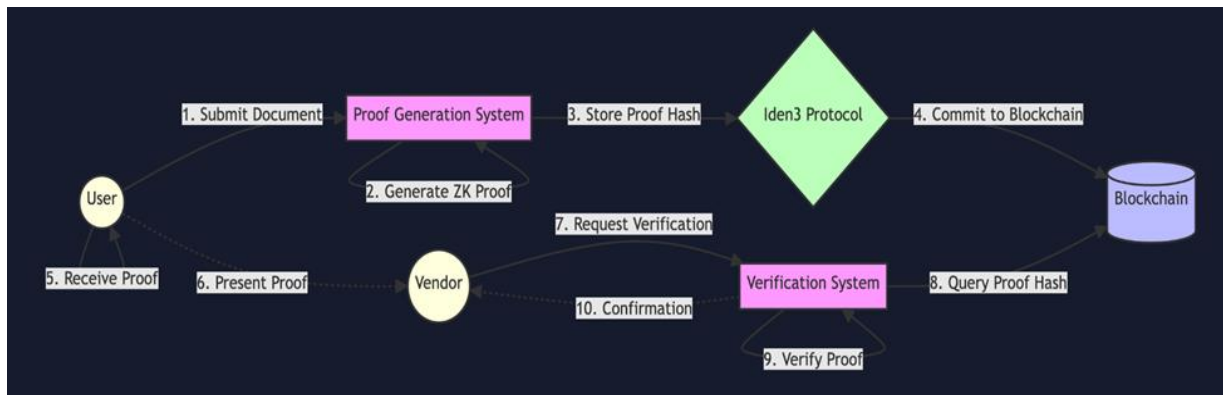 1. Submit Document
Proof Generation System
3. Store Proof Hash
Iden3 Protocol
4. Commit to Blockchain
2. Generate ZK Proof
User
Blockchain
7. Request Verification
5. Receive Proof
6. Present Proof
Vendor
Verification System
8. Query Proof Hash
10. Confirmation
9. Verify Proof